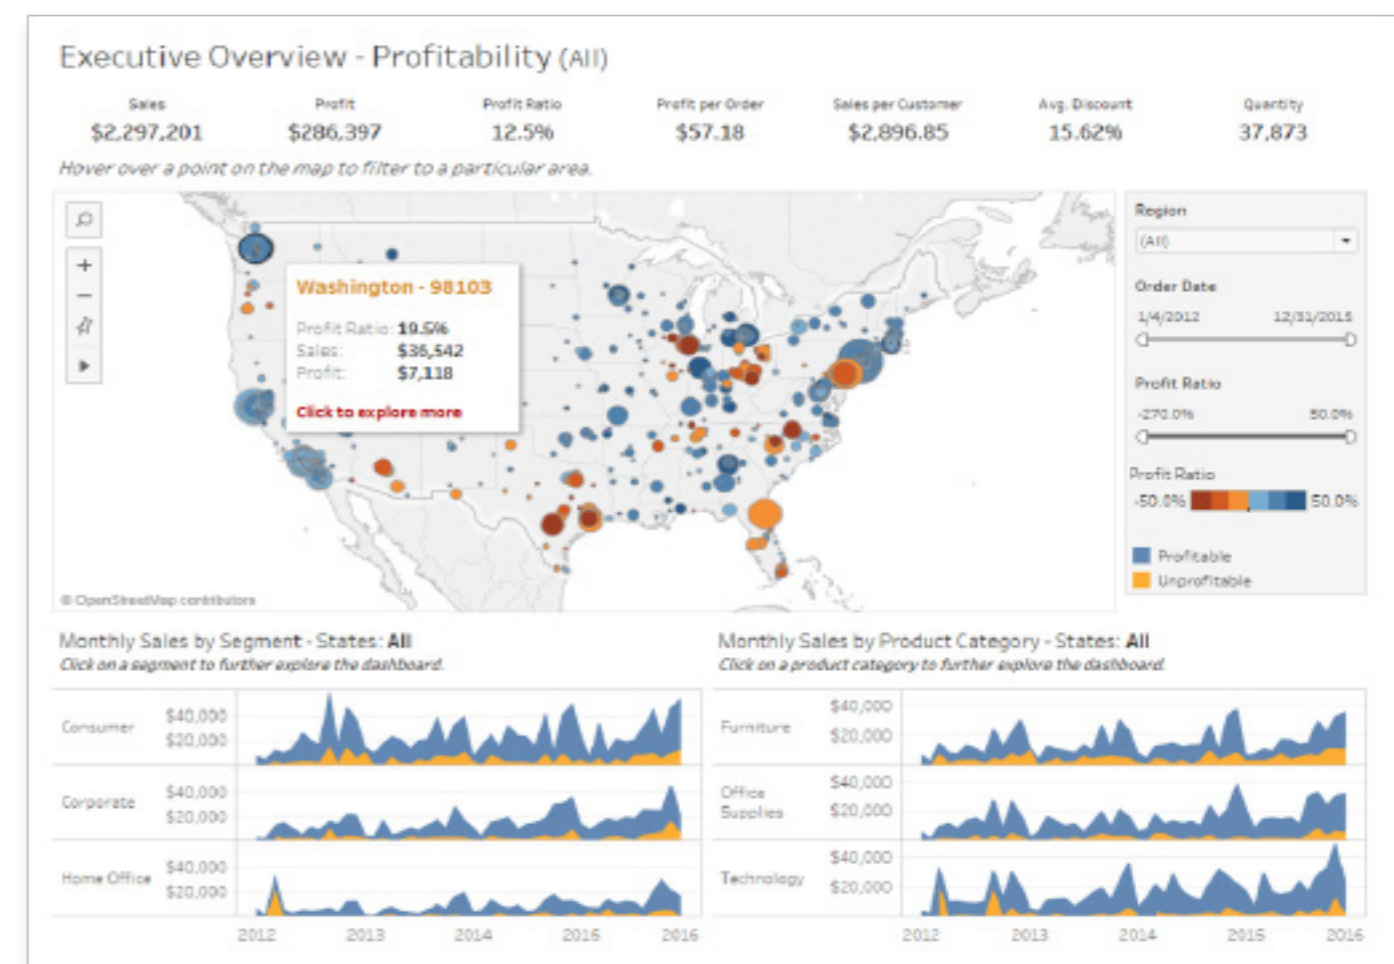 Executive Overview - Profitability (All)
Sales Profit Profit Ratio Profit per Order Sales per Customer Avg. Discount Quantity
$2,297,201 $286,397 12.5% $57.18 $2,896.85 15.62% 37,873
Hover over a point on the map to filter to a particular area.
Washington - 98103
Profit Ratio: 19.5%
Sales: $36,542
Profit: $7,118
Click to explore more
© OpenStreetMap contributors
Region
(All)
Order Date
1/4/2012 12/31/2015
Profit Ratio
-270.0% 50.0%
Profit Ratio
-50.0% 50.0%
Profitable
Unprofitable
Monthly Sales by Segment - States: All
Click on a segment to further explore the dashboard.
Consumer
$40,000
$20,000
Corporate
$40,000
$20,000
Home Office
$40,000
$20,000
2012 2013 2014 2015 2016
Monthly Sales by Product Category - States: All
Click on a product category to further explore the dashboard.
Furniture
$40,000
$20,000
Office
Supplies
$40,000
$20,000
Technology
$40,000
$20,000
2012 2013 2014 2015 2016